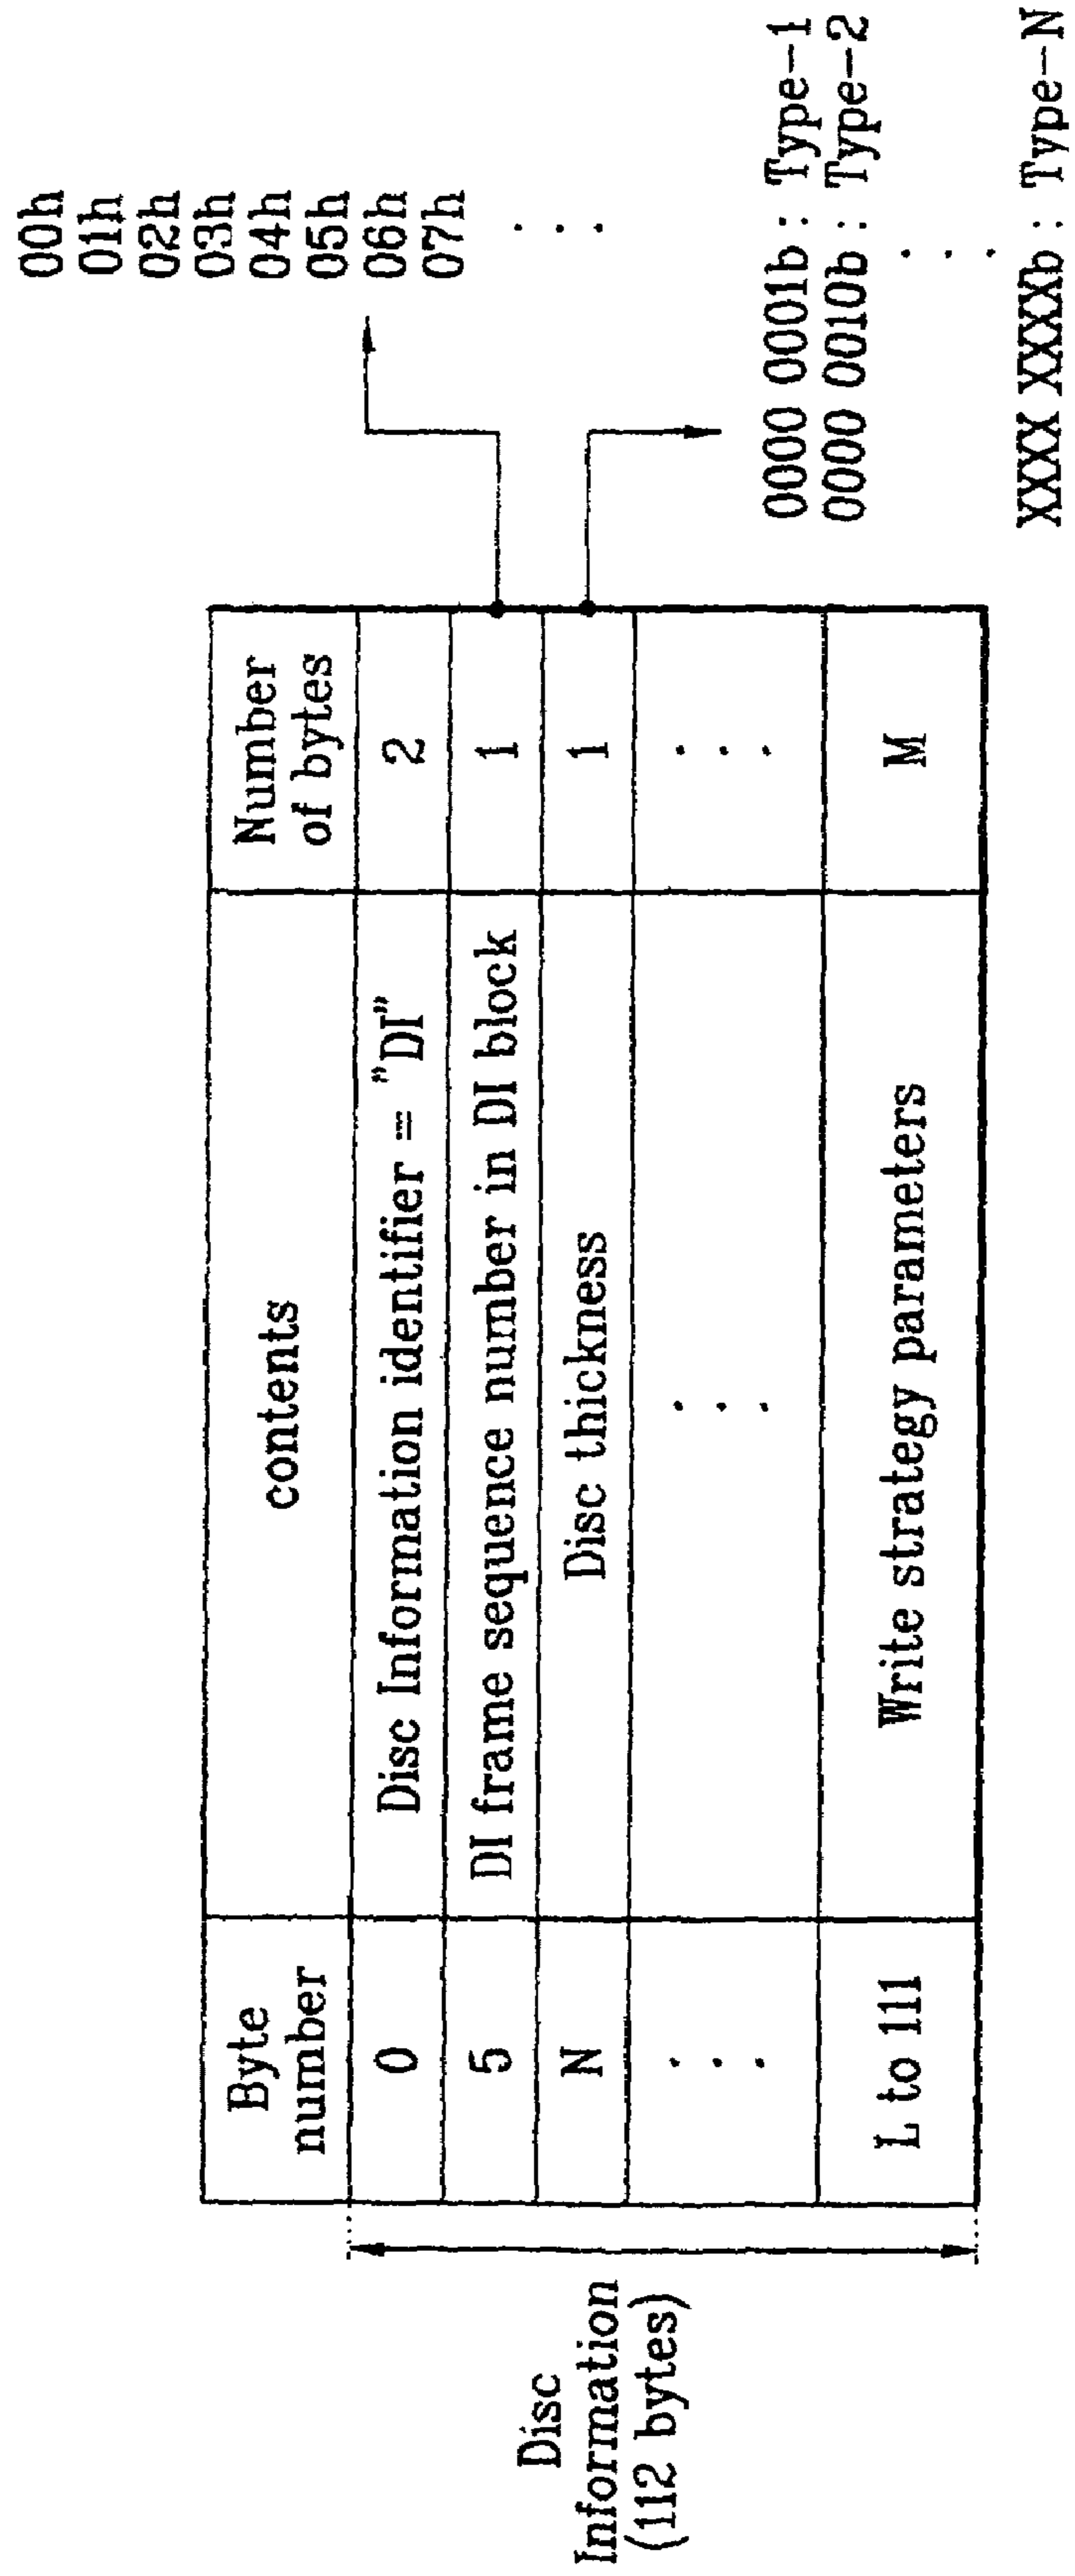 Disc
Information
(112 bytes)
Byte
number
contents
Number
of bytes
0
Disc Information identifier = "DI"
2
5
DI frame sequence number in DI block
1
N
Disc thickness
1
. . .
. . .
. . .
L to 111
Write strategy parameters
M
00h
01h
02h
03h
04h
05h
06h
07h
. . .
0000 0001b : Type-1
0000 0010b : Type-2
. . .
XXXX XXXXb : Type-N